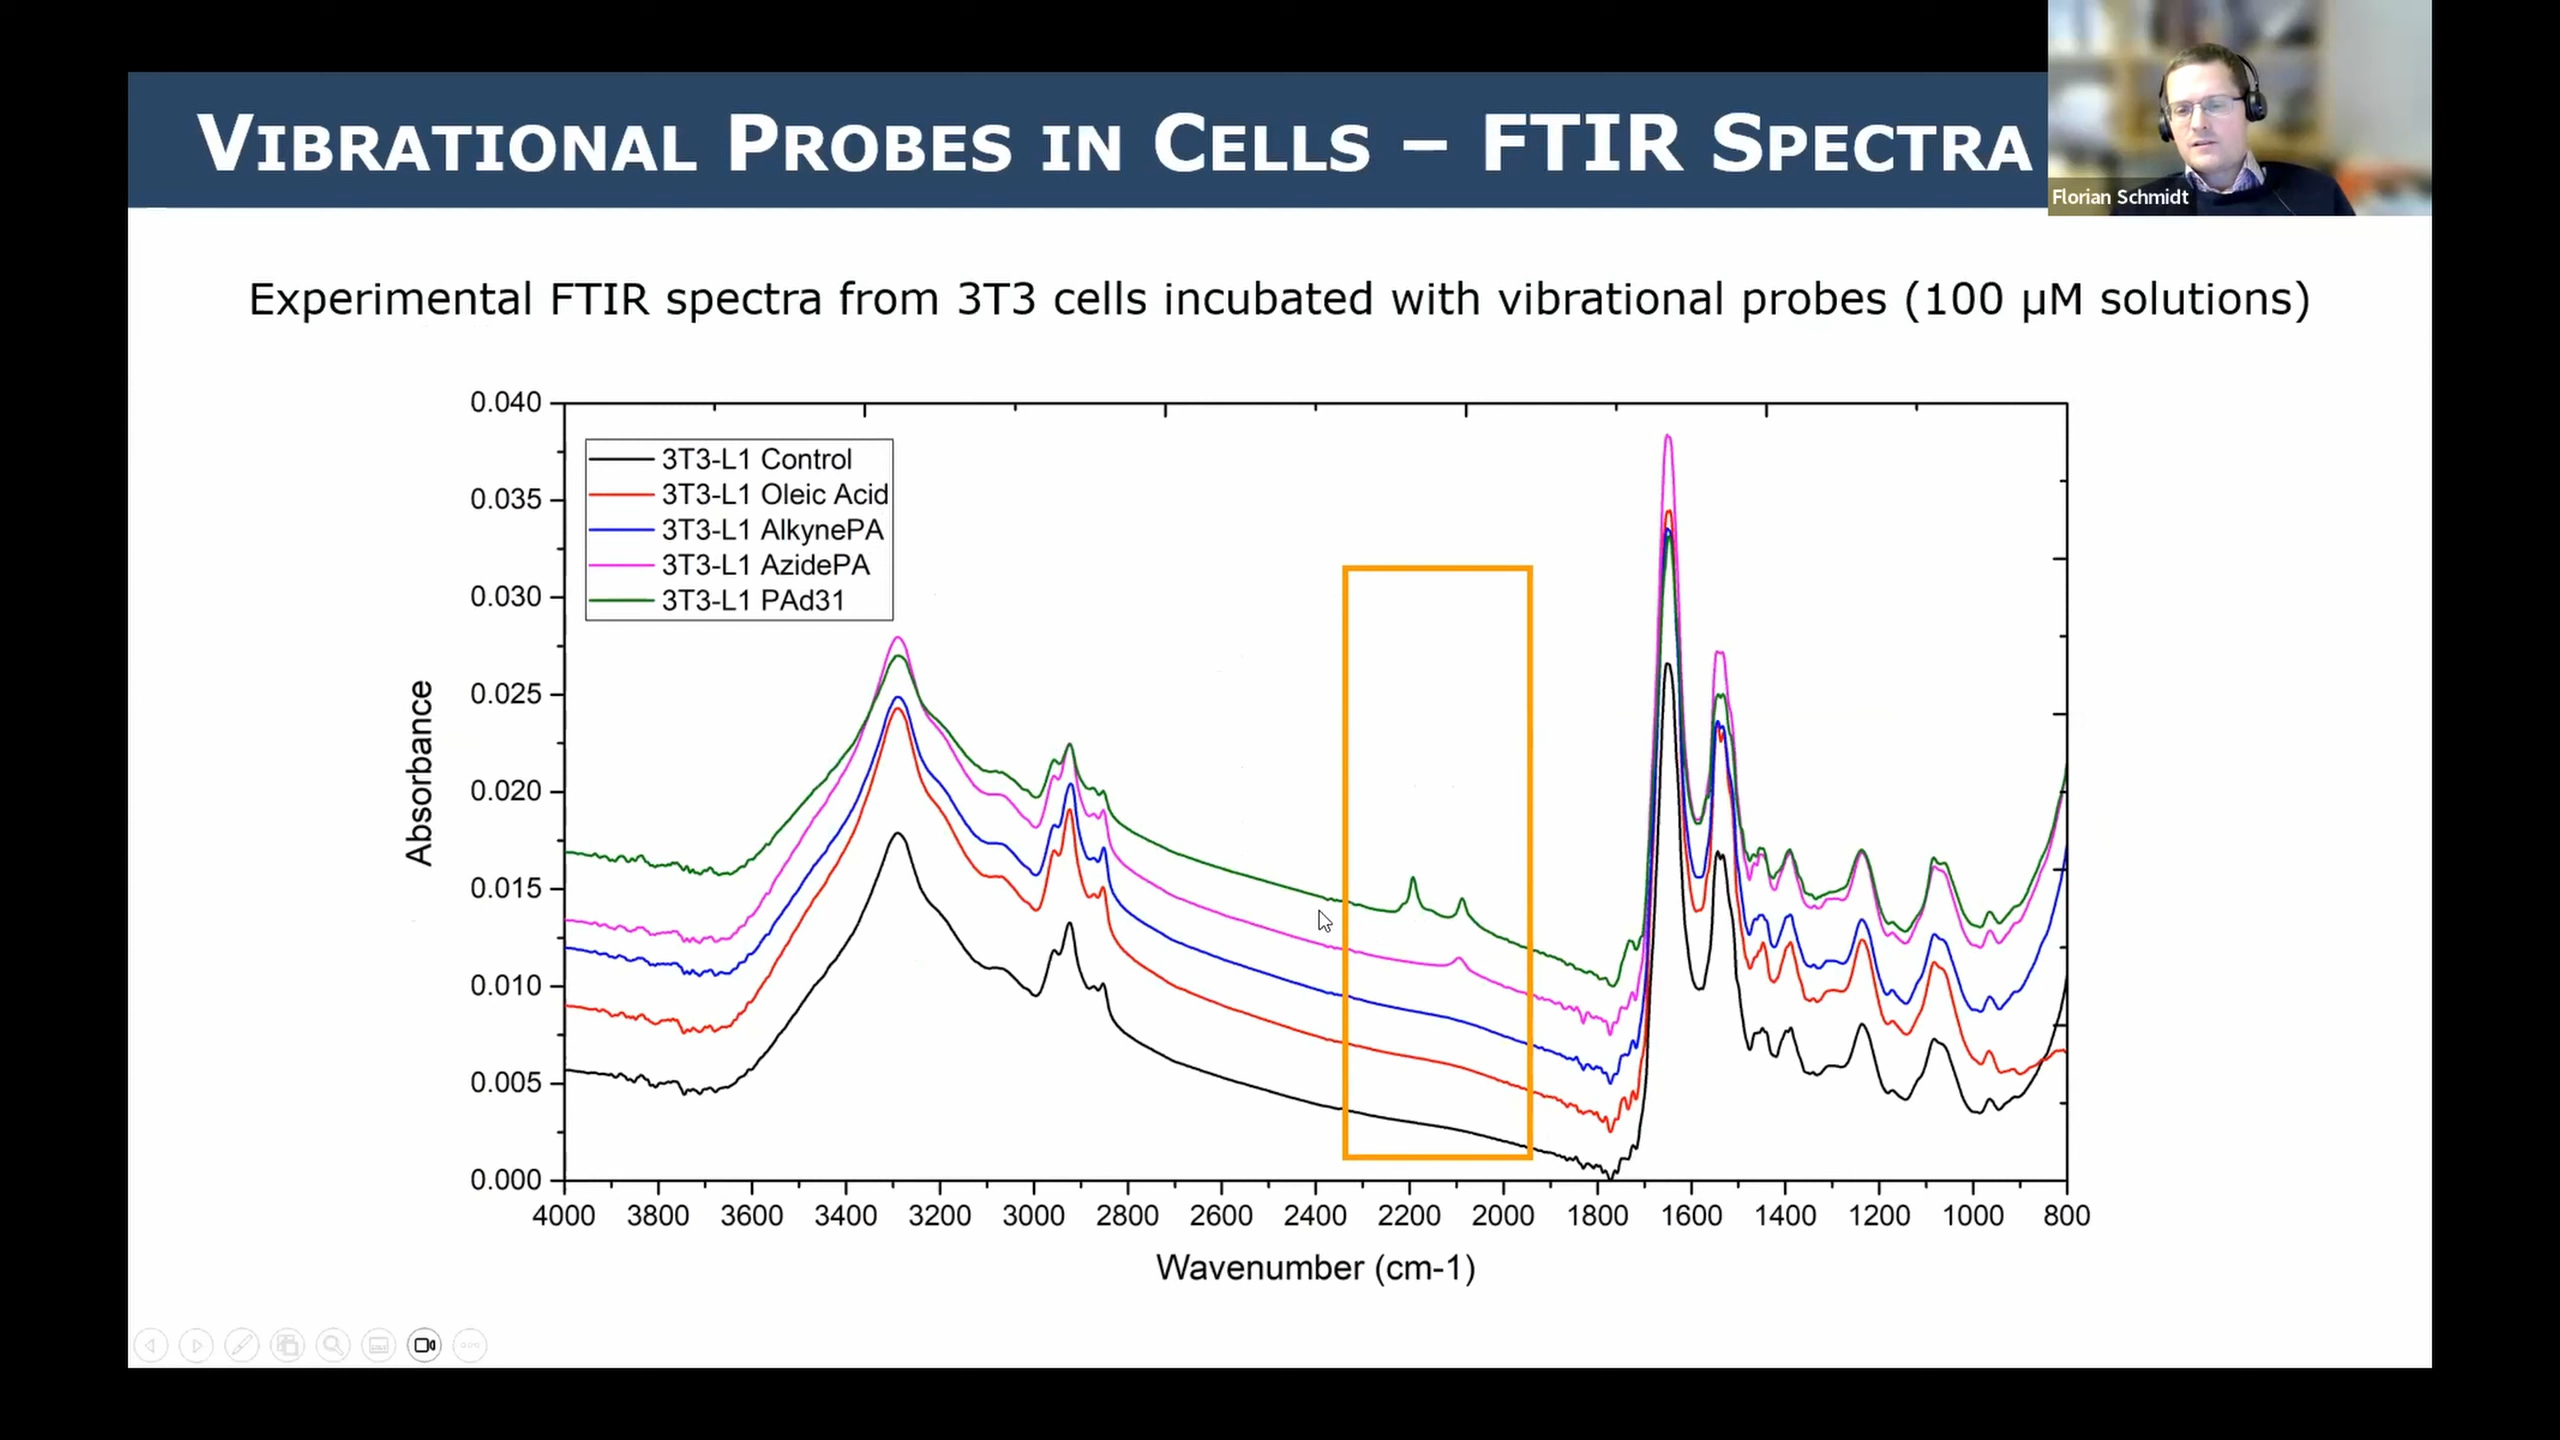 VIBRATIONAL PROBES IN CELLS – FTIR SPECTRA
Florian Schmidt
Experimental FTIR spectra from 3T3 cells incubated with vibrational probes (100 µM solutions)
0.040
0.035
0.030
0.025
0.020
0.015
0.010
0.005
0.000
Absorbance
3T3-L1 Control
3T3-L1 Oleic Acid
3T3-L1 AlkynePA
3T3-L1 AzidePA
3T3-L1 PAd31
4000 3800 3600 3400 3200 3000 2800 2600 2400 2200 2000 1800 1600 1400 1200 1000 800
Wavenumber (cm-1)